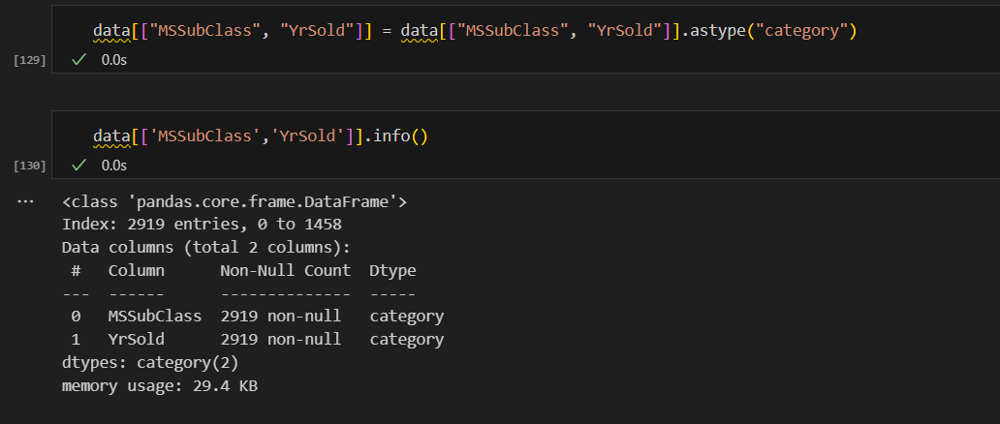 data[["MSSubClass", "YrSold"]] = data[["MSSubClass", "YrSold"]].astype("category")
[129] ✓ 0.0s
data[['MSSubClass','YrSold']].info()
[130] ✓ 0.0s
... <class 'pandas.core.frame.DataFrame'>
Index: 2919 entries, 0 to 1458
Data columns (total 2 columns):
 #   Column      Non-Null Count  Dtype
---  ------      --------------  -----
 0   MSSubClass  2919 non-null   category
 1   YrSold      2919 non-null   category
dtypes: category(2)
memory usage: 29.4 KB